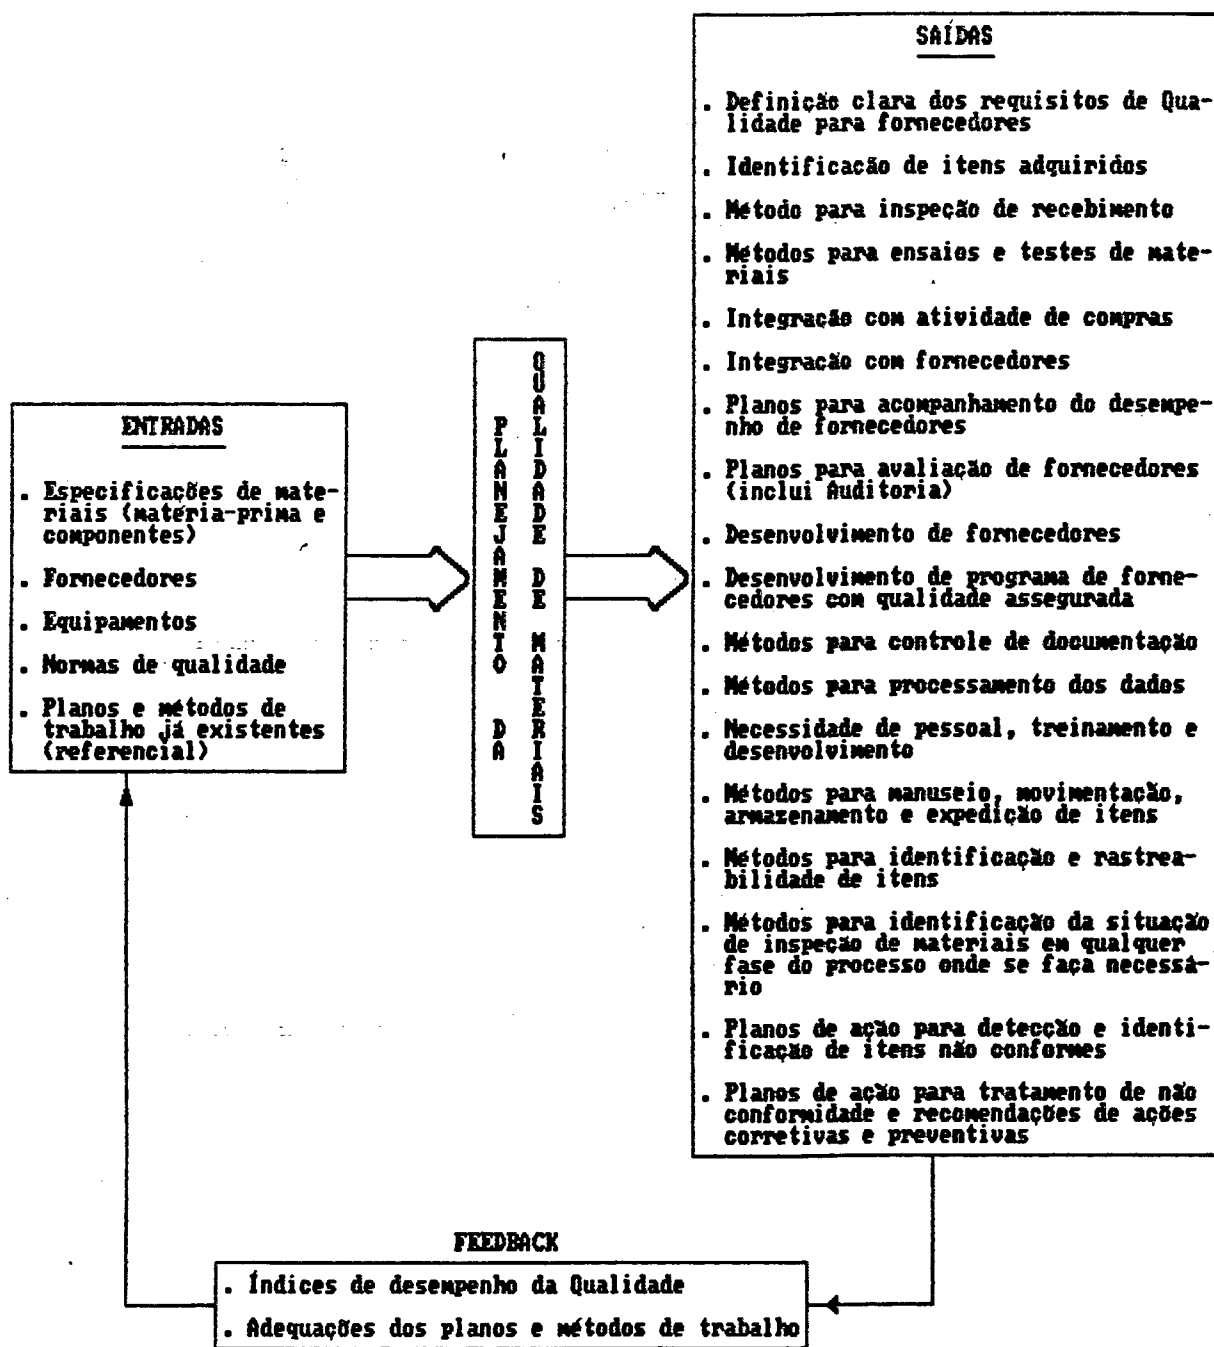 ENTRADAS
. Especificações de mate-
riais (matéria-prima e
componentes)
. Fornecedores
. Equipamentos
. Normas de qualidade
. Planos e métodos de
trabalho já existentes
(referencial)
PLANEJAMENTO DA
QUALIDADE DE MATERIAIS
SAÍDAS
. Definição clara dos requisitos de Qua-
lidade para fornecedores
. Identificacão de itens adquiridos
. Método para inspeção de recebimento
. Métodos para ensaios e testes de mate-
riais
. Integração com atividade de compras
. Integração com fornecedores
. Planos para acompanhamento do desempe-
nho de fornecedores
. Planos para avaliação de fornecedores
(inclui Auditoria)
. Desenvolvimento de fornecedores
. Desenvolvimento de programa de forne-
cedores com qualidade assegurada
. Métodos para controle de documentação
. Métodos para processamento dos dados
. Necessidade de pessoal, treinamento e
desenvolvimento
. Métodos para manuseio, movimentação,
armazenamento e expedição de itens
. Métodos para identificação e rastrea-
bilidade de itens
. Métodos para identificação da situação
de inspeção de materiais em qualquer
fase do processo onde se faça necessá-
rio
. Planos de ação para detecção e identi-
ficação de itens não conformes
. Planos de ação para tratamento de não
conformidade e recomendações de ações
corretivas e preventivas
FEEDBACK
. Índices de desempenho da Qualidade
. Adequações dos planos e métodos de trabalho